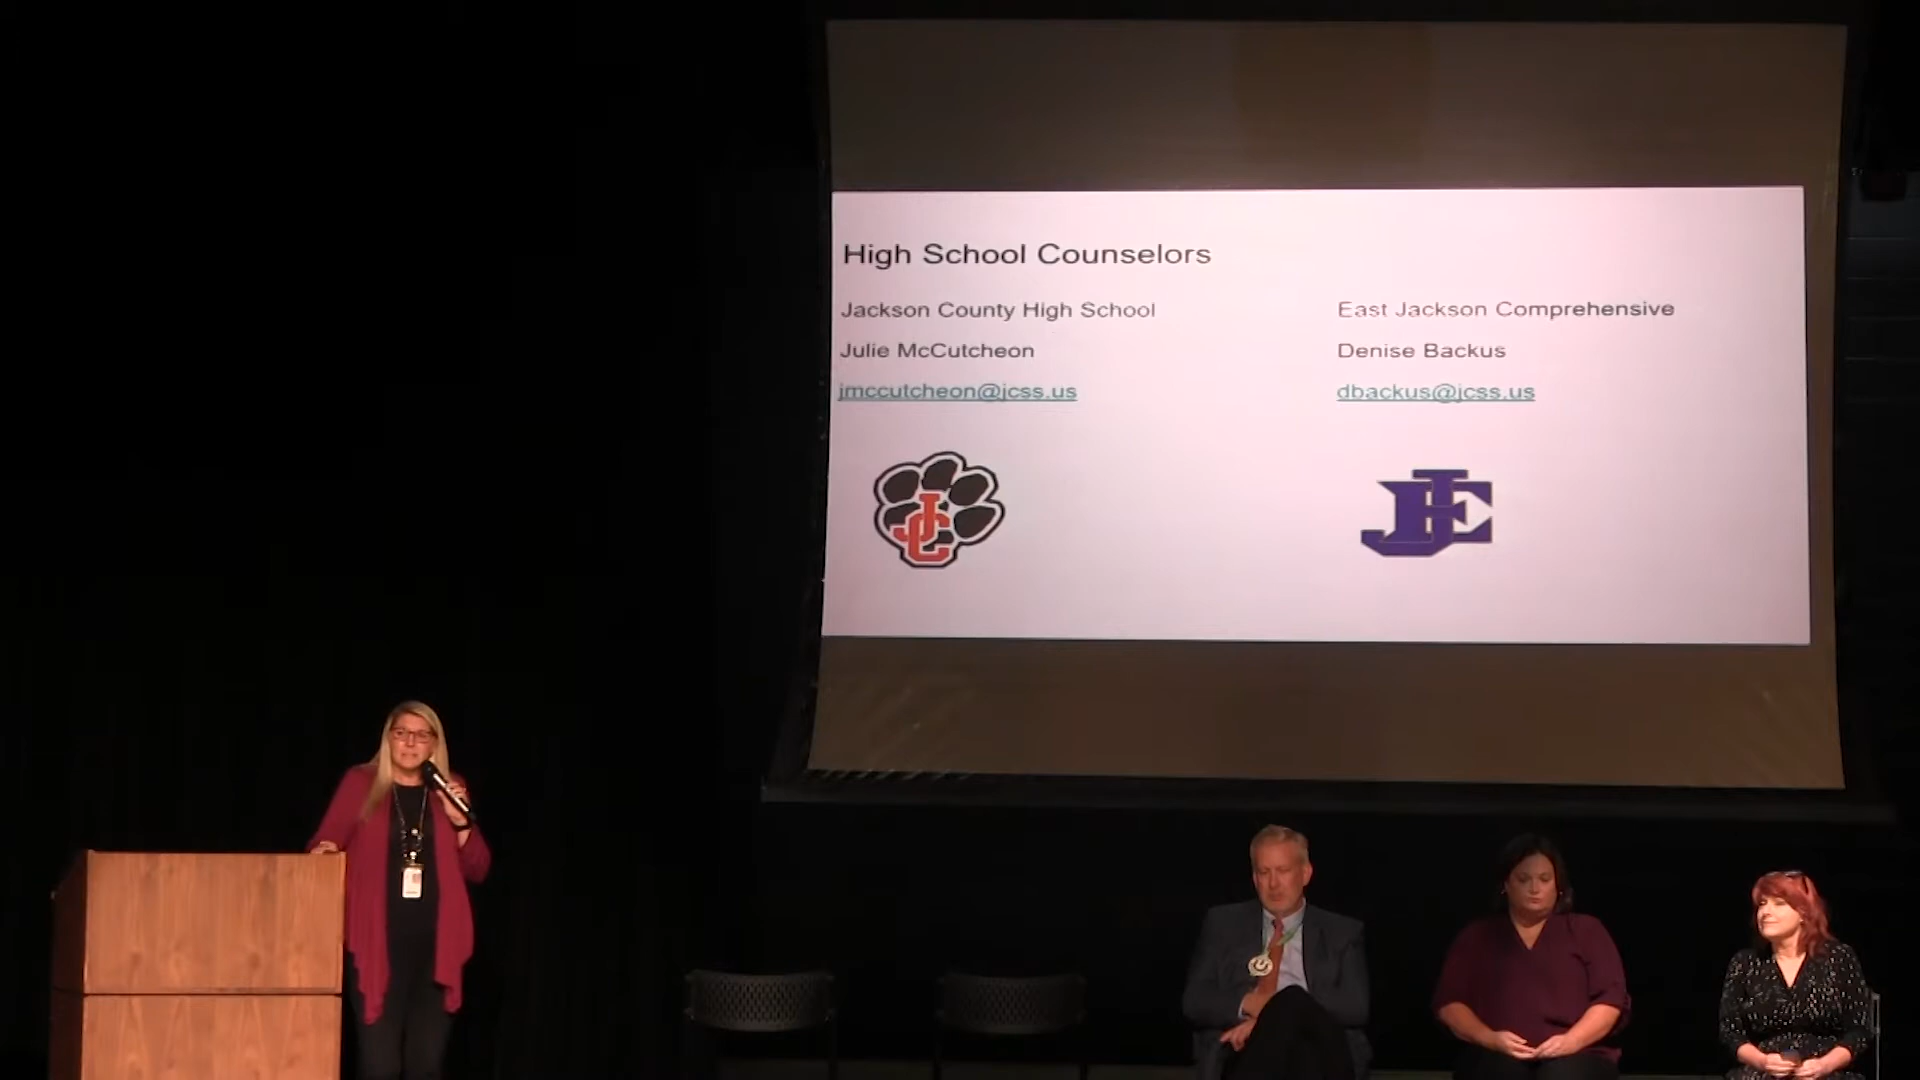 High School Counselors
Jackson County High School
Julie McCutcheon
jmccutcheon@jcss.us
East Jackson Comprehensive
Denise Backus
dbackus@jcss.us
JC
EJ